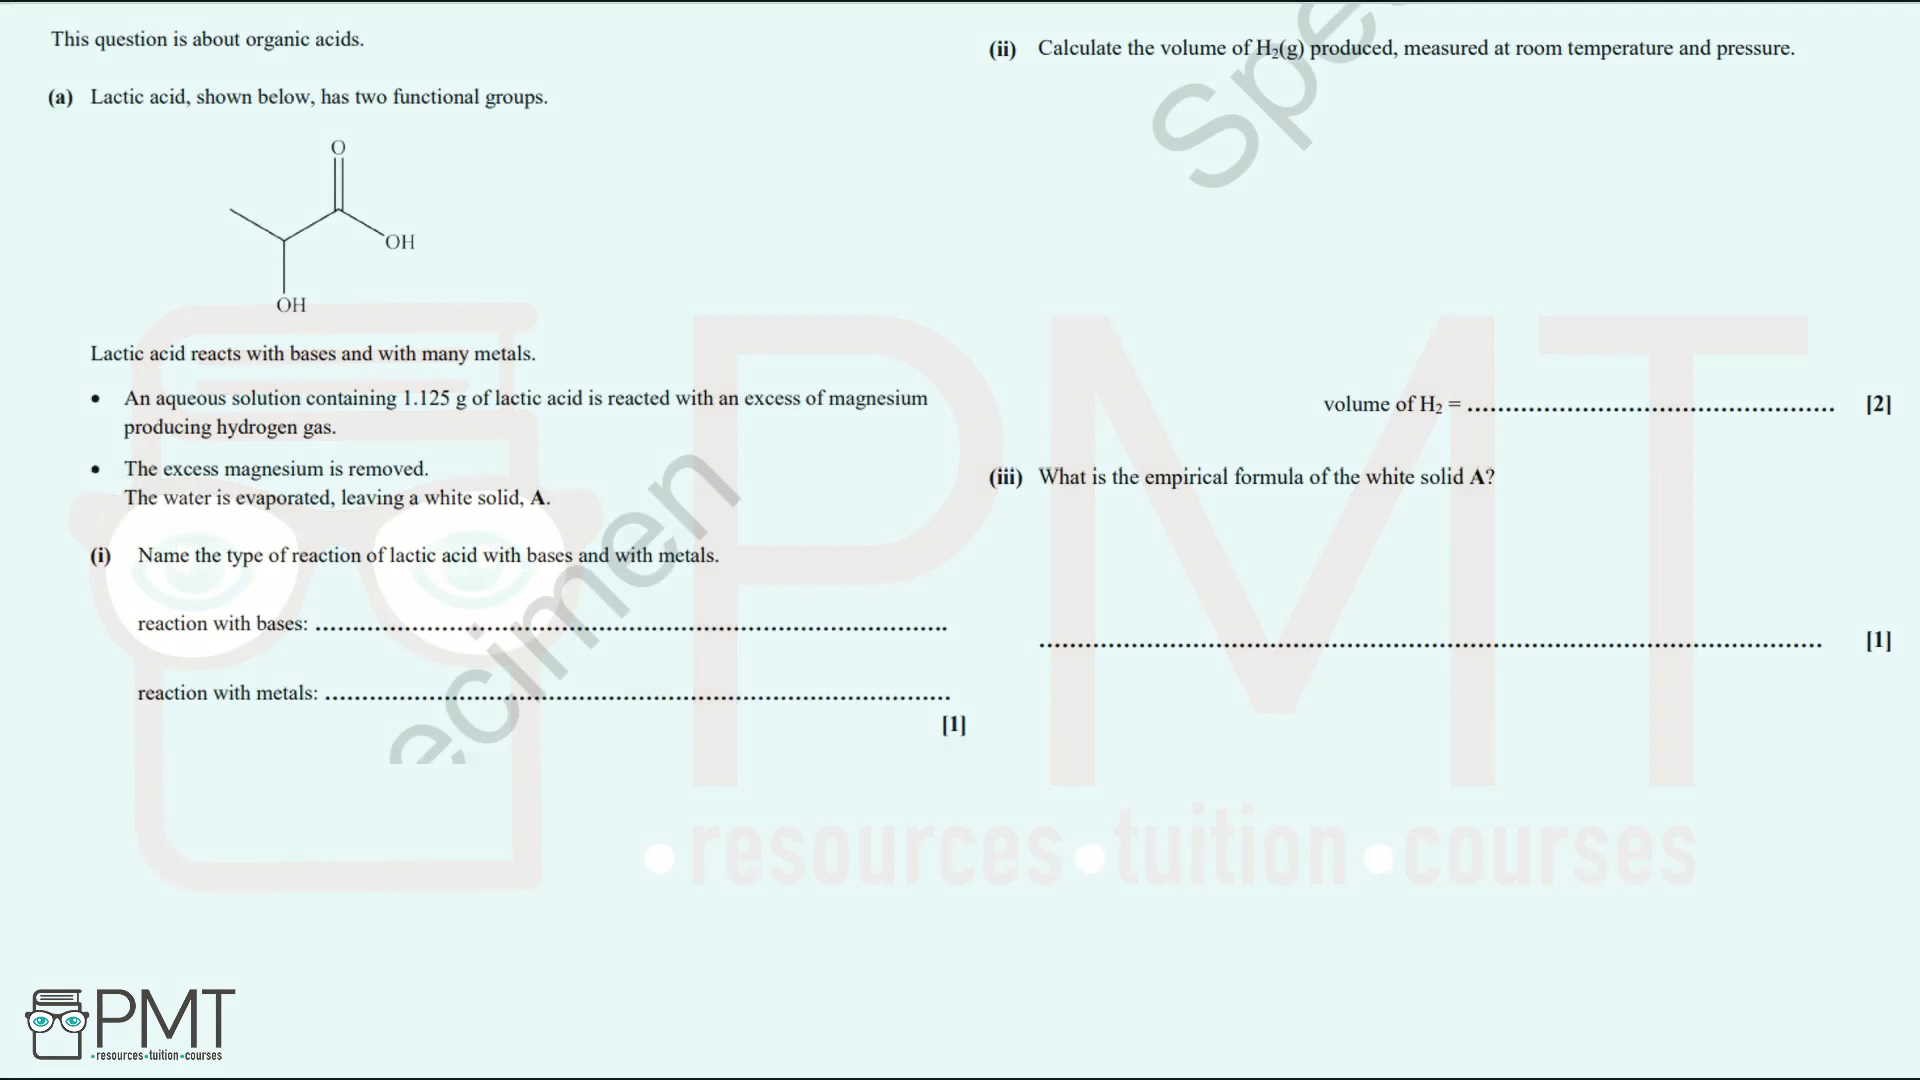 This question is about organic acids.
(a) Lactic acid, shown below, has two functional groups.
O
OH
OH
Lactic acid reacts with bases and with many metals.
• An aqueous solution containing 1.125 g of lactic acid is reacted with an excess of magnesium
producing hydrogen gas.
• The excess magnesium is removed.
The water is evaporated, leaving a white solid, A.
(i) Name the type of reaction of lactic acid with bases and with metals.
reaction with bases: ..........................................................................
reaction with metals: ..........................................................................
[1]
(ii) Calculate the volume of H₂(g) produced, measured at room temperature and pressure.
volume of H₂ = ................................................ [2]
(iii) What is the empirical formula of the white solid A?
.......................................................................................... [1]
Spe
ecimen
PMT
•resources•tuition•courses
PMT
•resources•tuition•courses